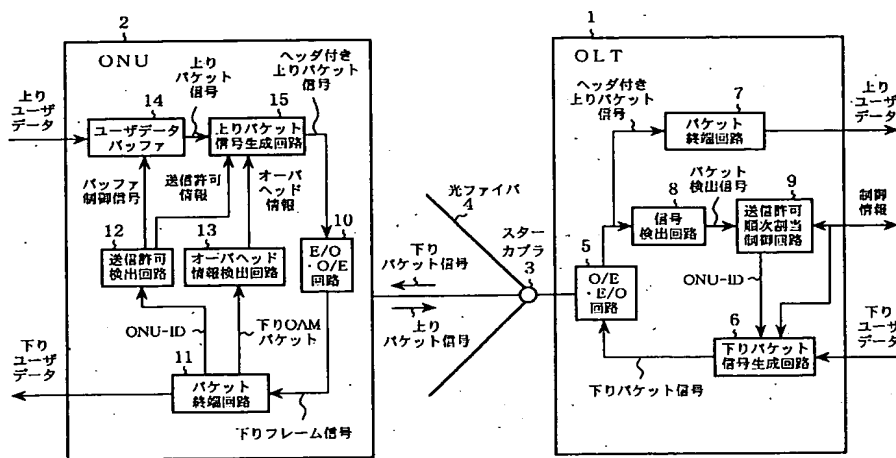 2
ONU
上り
ユーザ
データ
14
ユーザデータ
バッファ
上り
パケット
信号
15
上りパケット
信号生成回路
ヘッダ付き
上りパケット
信号
バッファ
制御信号
送信許可
情報
オーバ
ヘッド
情報
12
送信許可
検出回路
13
オーバヘッド
情報検出回路
10
E/O
・O/E
回路
ONU-ID
下りOAM
パケット
11
パケット
終端回路
下り
ユーザ
データ
下りフレーム信号
光ファイバ
4
スター
カプラ
3
下り
パケット信号
上り
パケット信号
1
OLT
ヘッダ付き
上りパケット
信号
7
パケット
終端回路
上り
ユーザ
データ
8
信号
検出回路
パケット
検出信号
9
送信許可
順次割当
制御回路
制御
情報
5
O/E
・E/O
回路
ONU-ID
6
下りパケット
信号生成回路
下りパケット信号
下り
ユーザ
データ